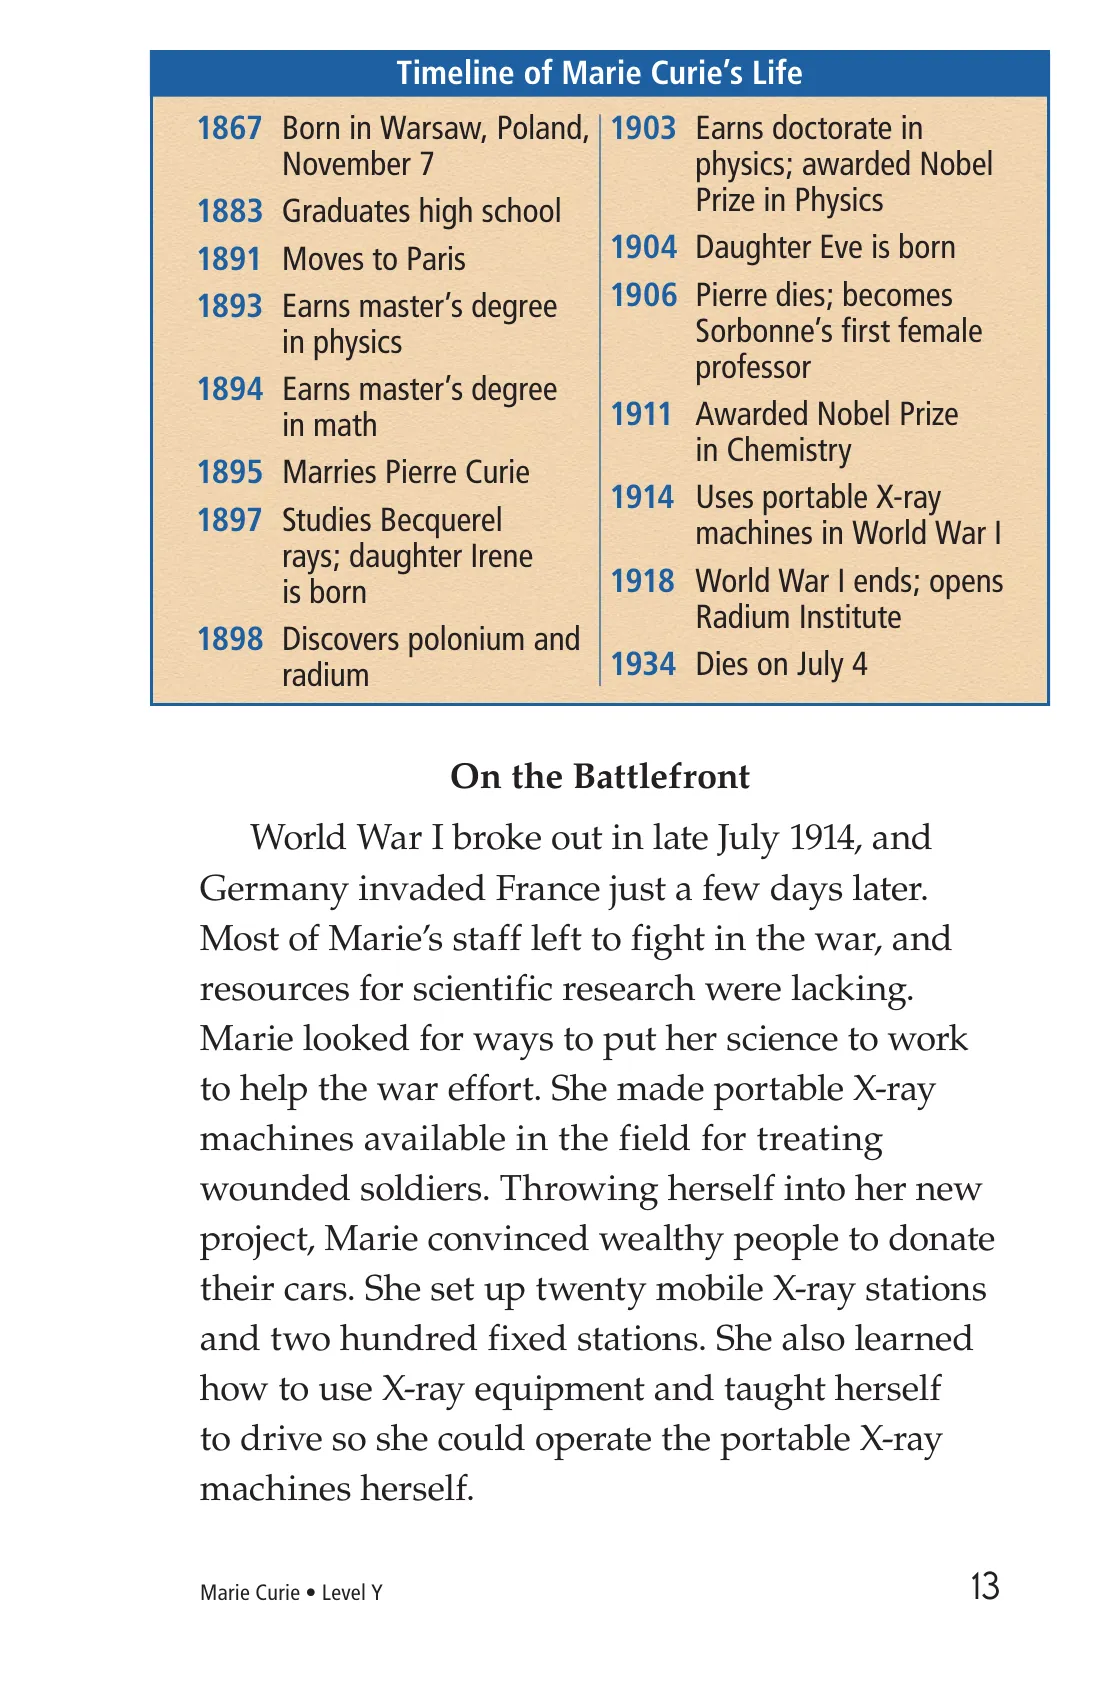 Timeline of Marie Curie’s Life
1867 Born in Warsaw, Poland,
November 7
1883 Graduates high school
1891 Moves to Paris
1893 Earns master’s degree
in physics
1894 Earns master’s degree
in math
1895 Marries Pierre Curie
1897 Studies Becquerel
rays; daughter Irene
is born
1898 Discovers polonium and
radium
1903 Earns doctorate in
physics; awarded Nobel
Prize in Physics
1904 Daughter Eve is born
1906 Pierre dies; becomes
Sorbonne’s first female
professor
1911 Awarded Nobel Prize
in Chemistry
1914 Uses portable X-ray
machines in World War I
1918 World War I ends; opens
Radium Institute
1934 Dies on July 4
On the Battlefront
World War I broke out in late July 1914, and
Germany invaded France just a few days later.
Most of Marie’s staff left to fight in the war, and
resources for scientific research were lacking.
Marie looked for ways to put her science to work
to help the war effort. She made portable X-ray
machines available in the field for treating
wounded soldiers. Throwing herself into her new
project, Marie convinced wealthy people to donate
their cars. She set up twenty mobile X-ray stations
and two hundred fixed stations. She also learned
how to use X-ray equipment and taught herself
to drive so she could operate the portable X-ray
machines herself.
Marie Curie • Level Y
13